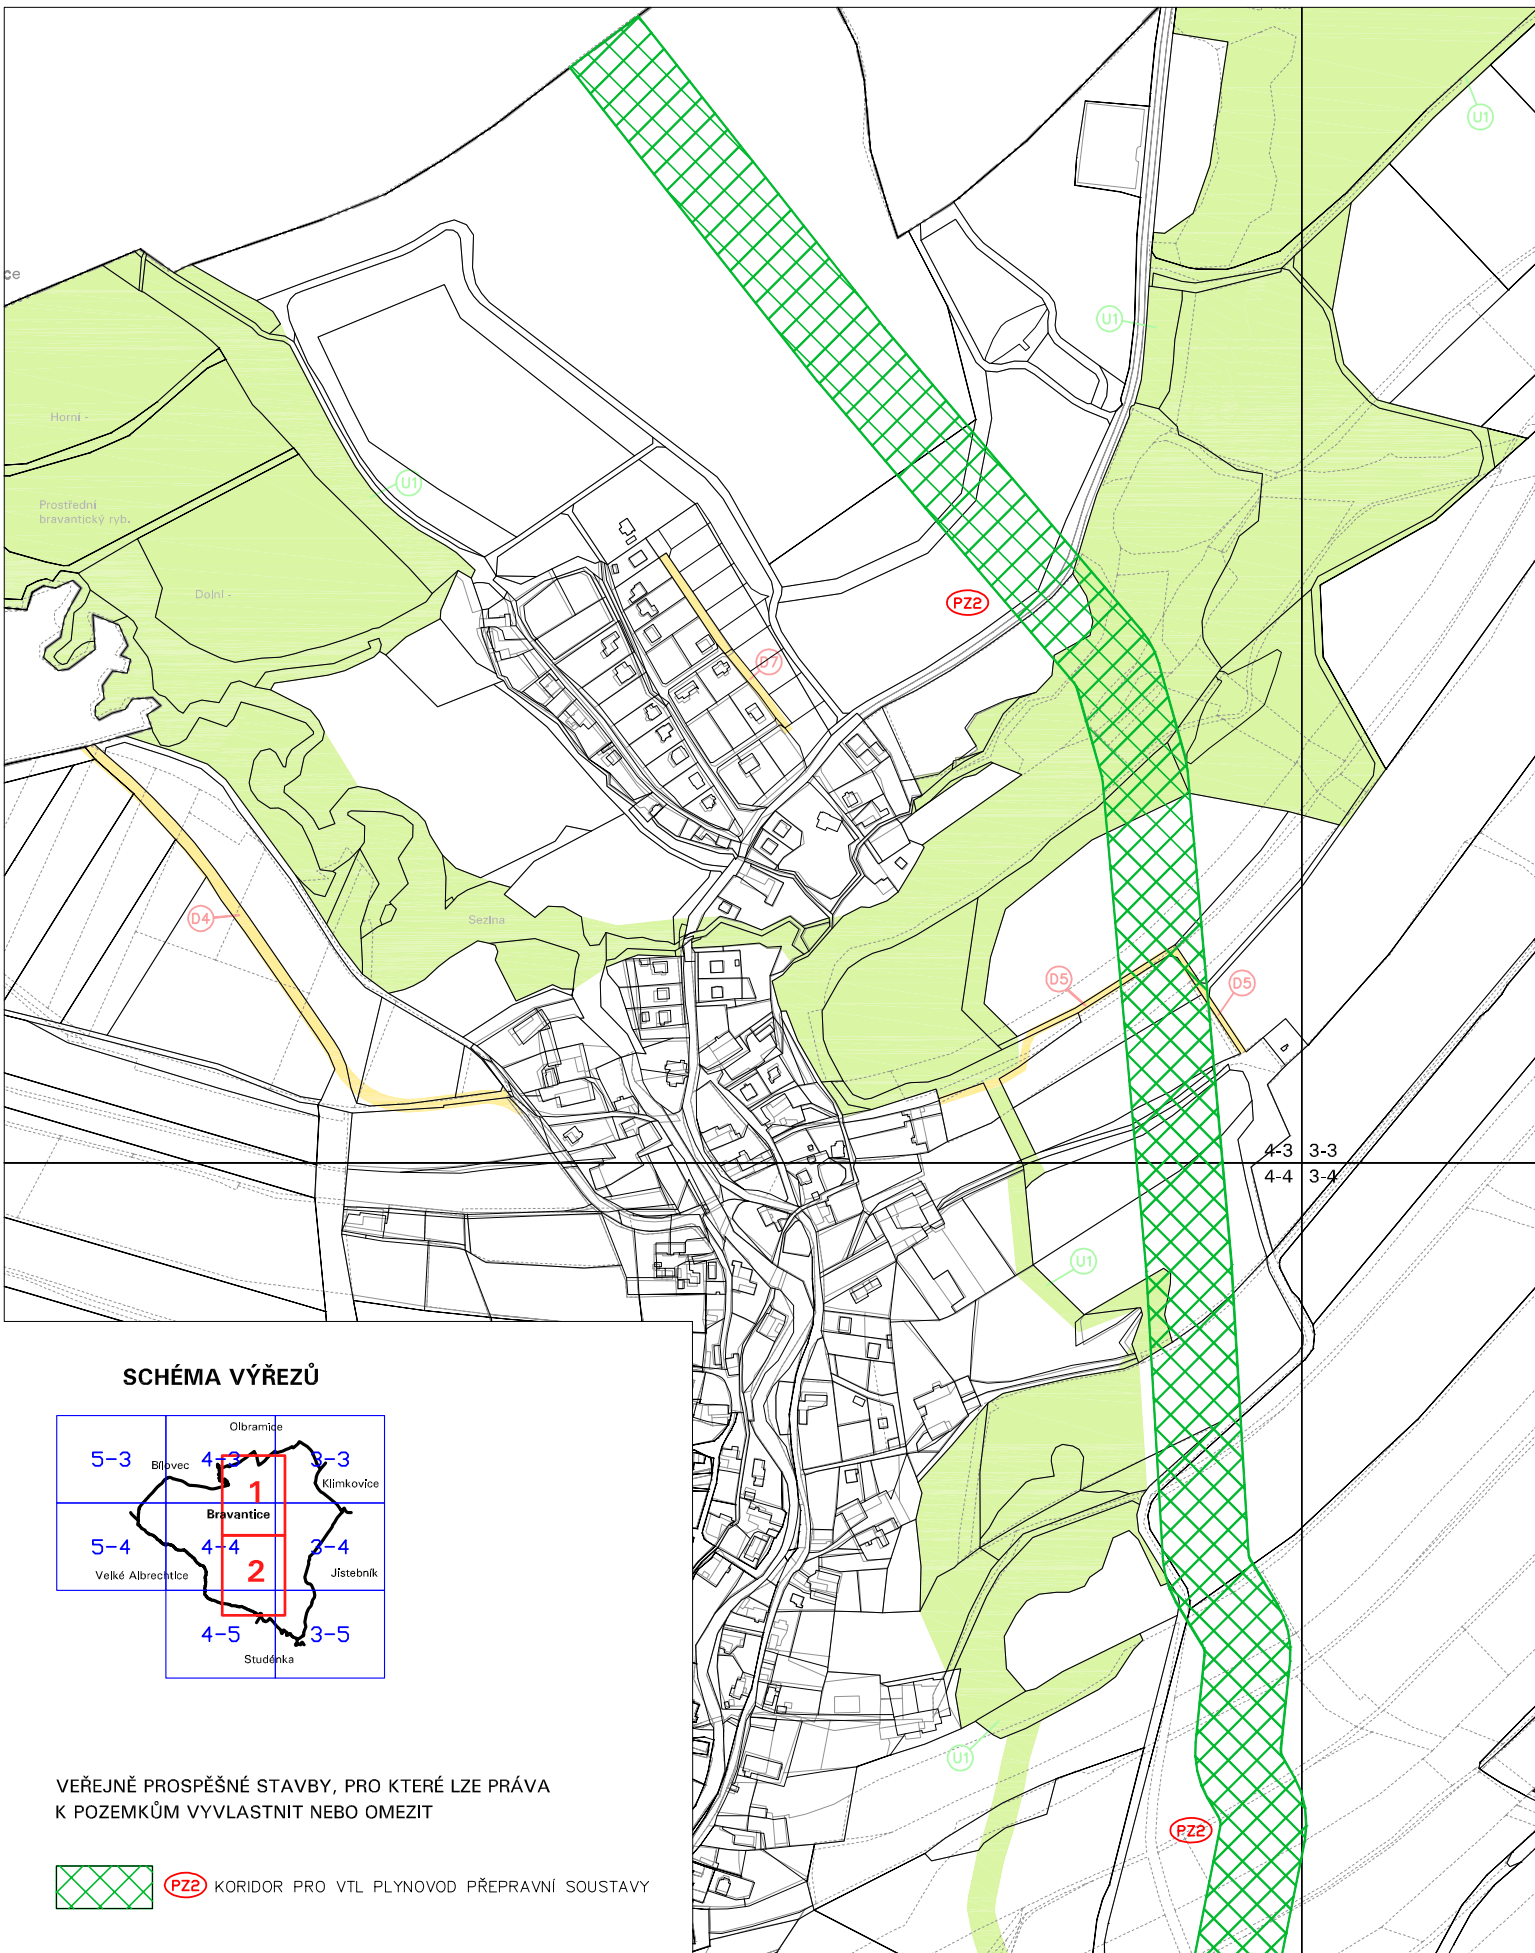 U1
ce
U1
Horní -
U1
Prostřední
bravantický ryb.
Dolní -
PZ2
D7
D4
Sezina
D5
D5
4-3 3-3
4-4 3-4
U1
SCHÉMA VÝŘEZŮ
Olbramice
5-3
Bílovec
4-3
3-3
1
Klimkovice
Bravantice
5-4
4-4
3-4
Velké Albrechtice
2
Jistebník
4-5
3-5
Studénka
U1
VEŘEJNĚ PROSPĚŠNÉ STAVBY, PRO KTERÉ LZE PRÁVA
K POZEMKŮM VYVLASTNIT NEBO OMEZIT
PZ2
PZ2 KORIDOR PRO VTL PLYNOVOD PŘEPRAVNÍ SOUSTAVY